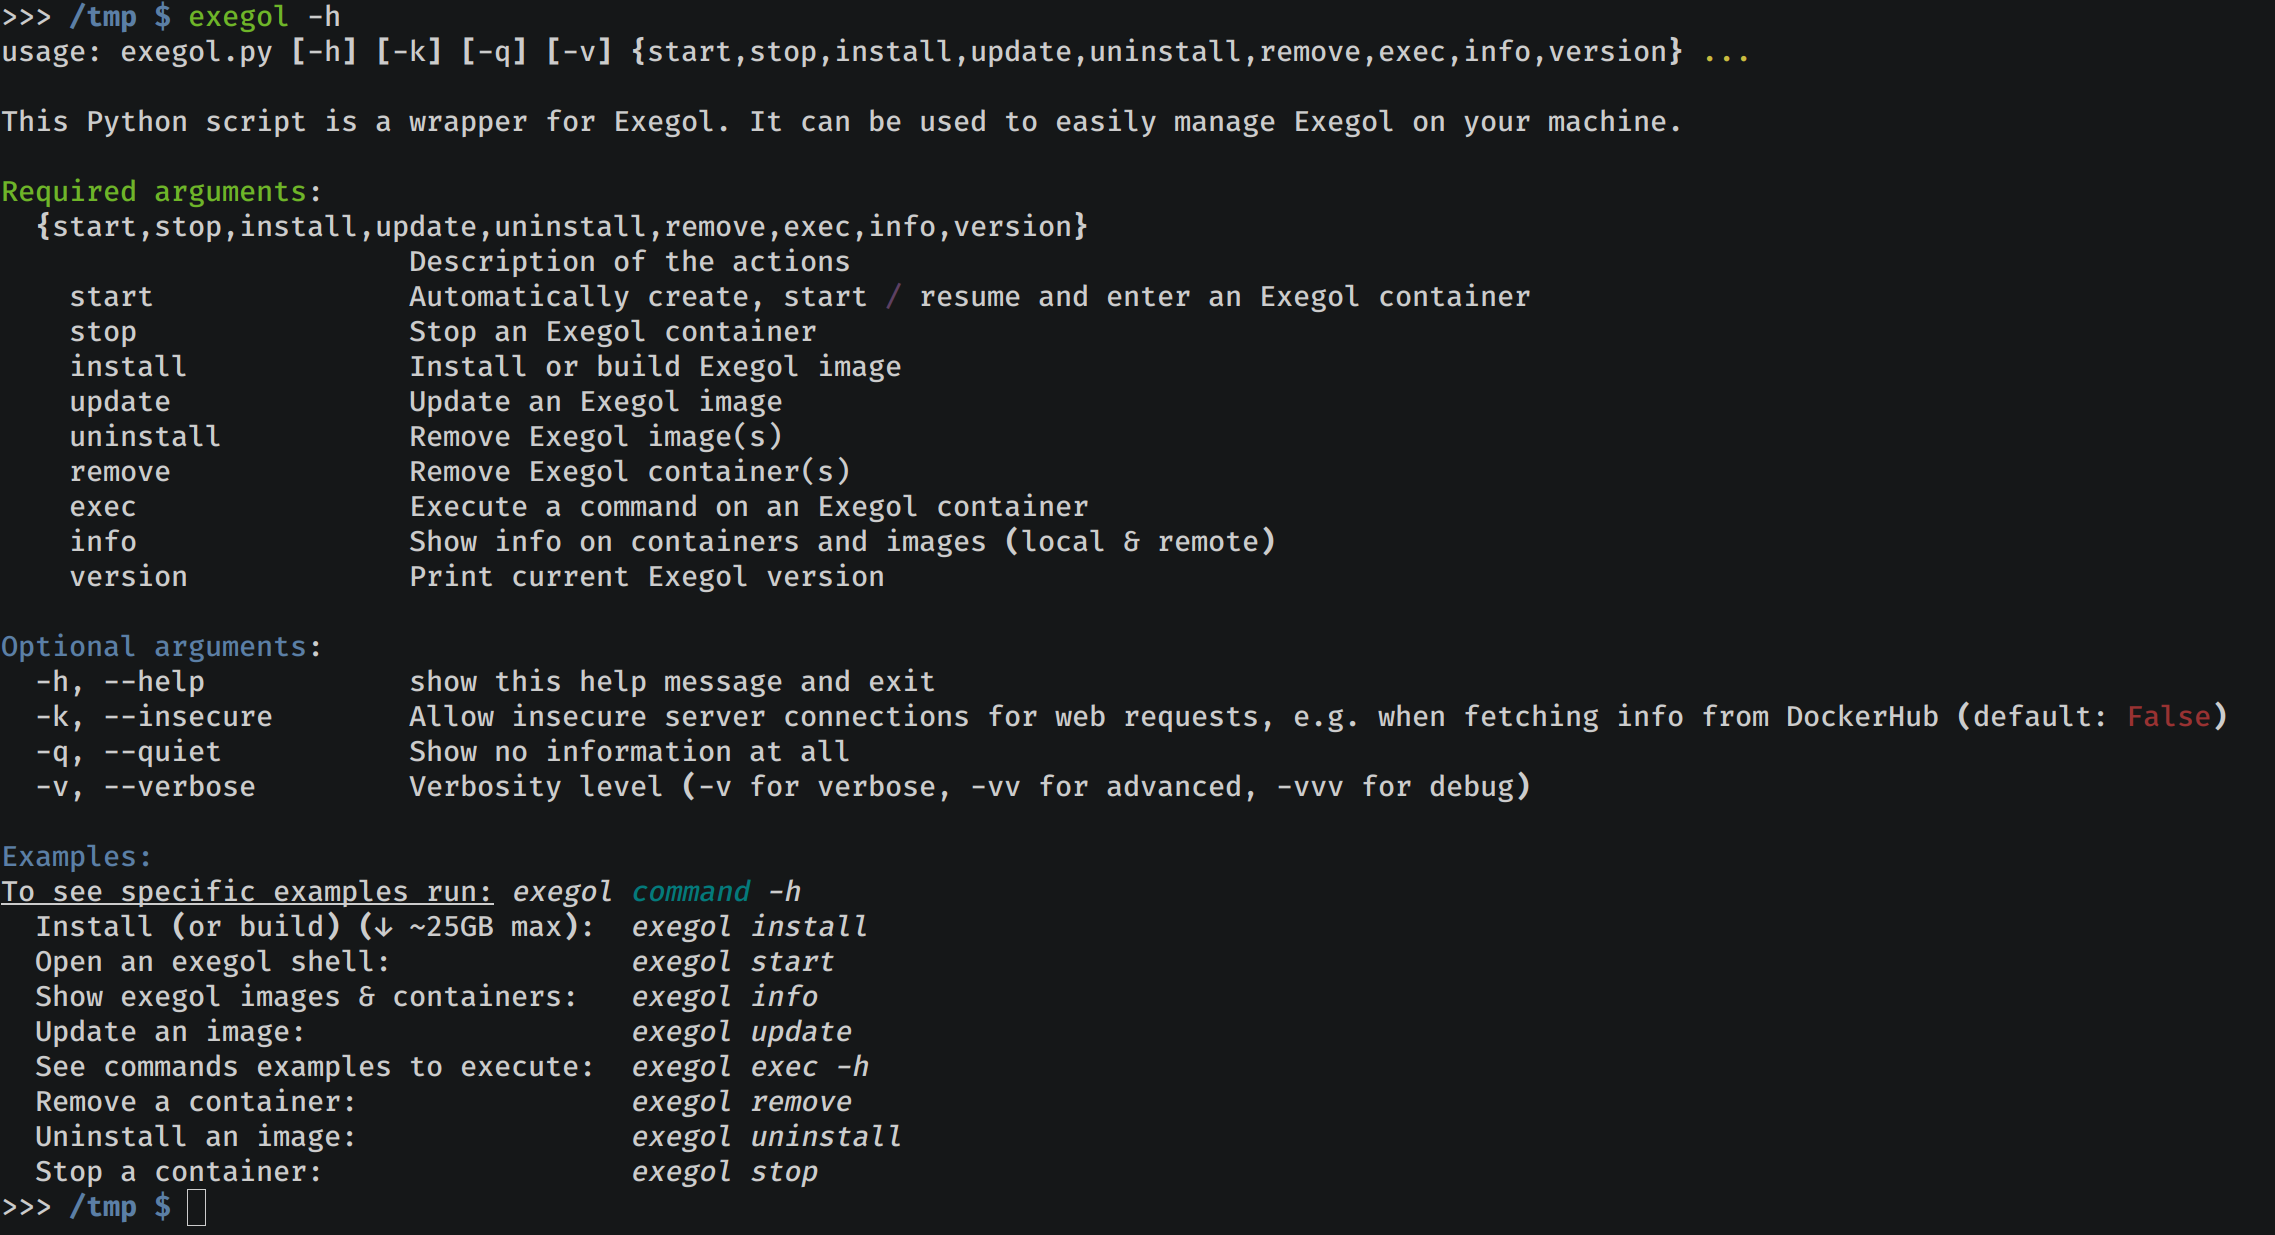 >>> /tmp $ exegol -h
usage: exegol.py [-h] [-k] [-q] [-v] {start,stop,install,update,uninstall,remove,exec,info,version} ...

This Python script is a wrapper for Exegol. It can be used to easily manage Exegol on your machine.

Required arguments:
  {start,stop,install,update,uninstall,remove,exec,info,version}
                        Description of the actions
    start               Automatically create, start / resume and enter an Exegol container
    stop                Stop an Exegol container
    install             Install or build Exegol image
    update              Update an Exegol image
    uninstall           Remove Exegol image(s)
    remove              Remove Exegol container(s)
    exec                Execute a command on an Exegol container
    info                Show info on containers and images (local & remote)
    version             Print current Exegol version

Optional arguments:
  -h, --help            show this help message and exit
  -k, --insecure        Allow insecure server connections for web requests, e.g. when fetching info from DockerHub (default: False)
  -q, --quiet           Show no information at all
  -v, --verbose         Verbosity level (-v for verbose, -vv for advanced, -vvv for debug)

Examples:
To see specific examples run: exegol command -h
  Install (or build) (↓ ~25GB max):  exegol install
  Open an exegol shell:              exegol start
  Show exegol images & containers:   exegol info
  Update an image:                   exegol update
  See commands examples to execute:  exegol exec -h
  Remove a container:                exegol remove
  Uninstall an image:                exegol uninstall
  Stop a container:                  exegol stop
>>> /tmp $